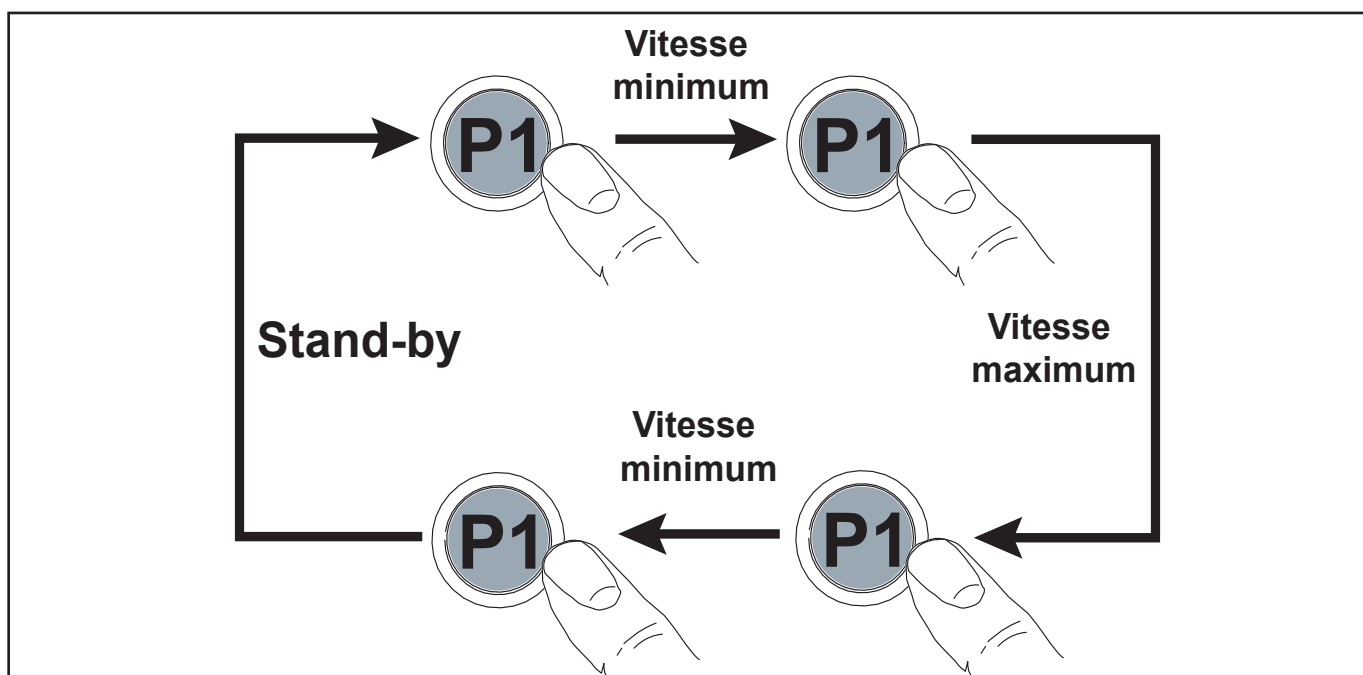 Vitesse
minimum
P1
P1
Stand-by
Vitesse
maximum
Vitesse
minimum
P1
P1